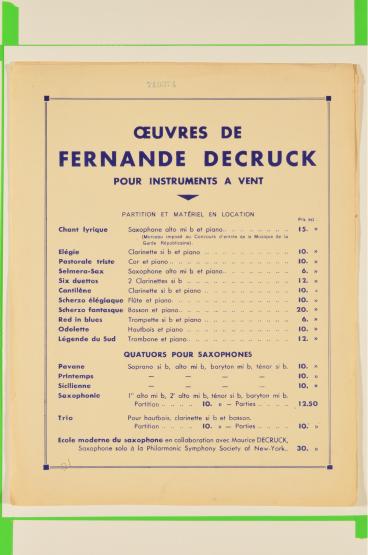 ŒUVRES DE
FERNANDE DECRUCK
POUR INSTRUMENTS A VENT
PARTITION ET MATÉRIEL EN LOCATION
Prix net
Chant lyrique Saxophone alto mi b et piano 15. »
(Morceau imposé au Concours d'entrée de la Musique de la
Garde Républicaine).
Elégie Clarinette si b et piano 10. »
Pastorale triste Cor et piano 10. »
Selmera-Sax Saxophone alto mi b et piano 6. »
Six duettos 2 Clarinettes si b 12. »
Cantilène Clarinette si b et piano 10. »
Scherzo élégiaque Flûte et piano 10. »
Scherzo fantasque Basson et piano 20. »
Red in blues Trompette si b et piano 6. »
Odelette Hautbois et piano 10. »
Légende du Sud Trombone et piano 12. »
QUATUORS POUR SAXOPHONES
Pavane Soprano si b, alto mi b, baryton mi b, ténor si b. 10. »
Printemps — — — — 10. »
Sicilienne — — — — 10. »
Saxophonie 1er alto mi b, 2e alto mi b, ténor si b, baryton mi b.
Partition 10. » — Parties 12.50
Trio Pour hautbois, clarinette si b et basson.
Partition 10. » — Parties 10. »
Ecole moderne du saxophone en collaboration avec Maurice DECRUCK,
Saxophone solo à la Philarmonic Symphony Society of New-York. 30. »